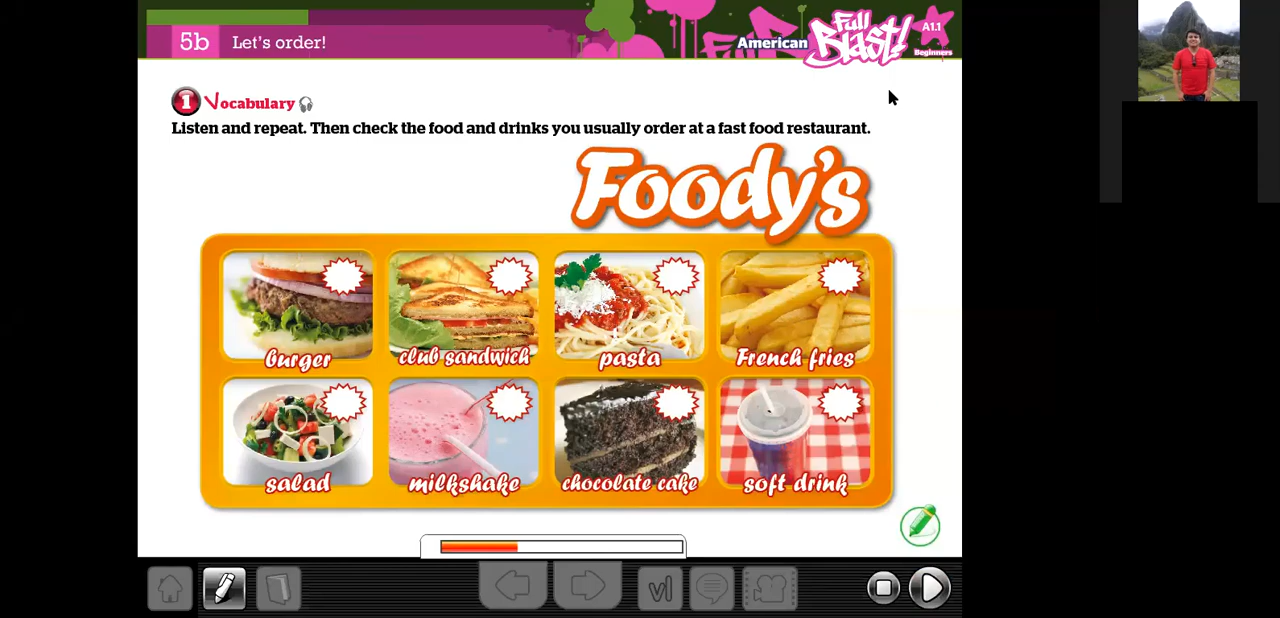 5b Let's order!
American Full Blast! A1.1 Beginners
1 Vocabulary
Listen and repeat. Then check the food and drinks you usually order at a fast food restaurant.
Foody's
burger club sandwich pasta French fries
salad milkshake chocolate cake soft drink
vl